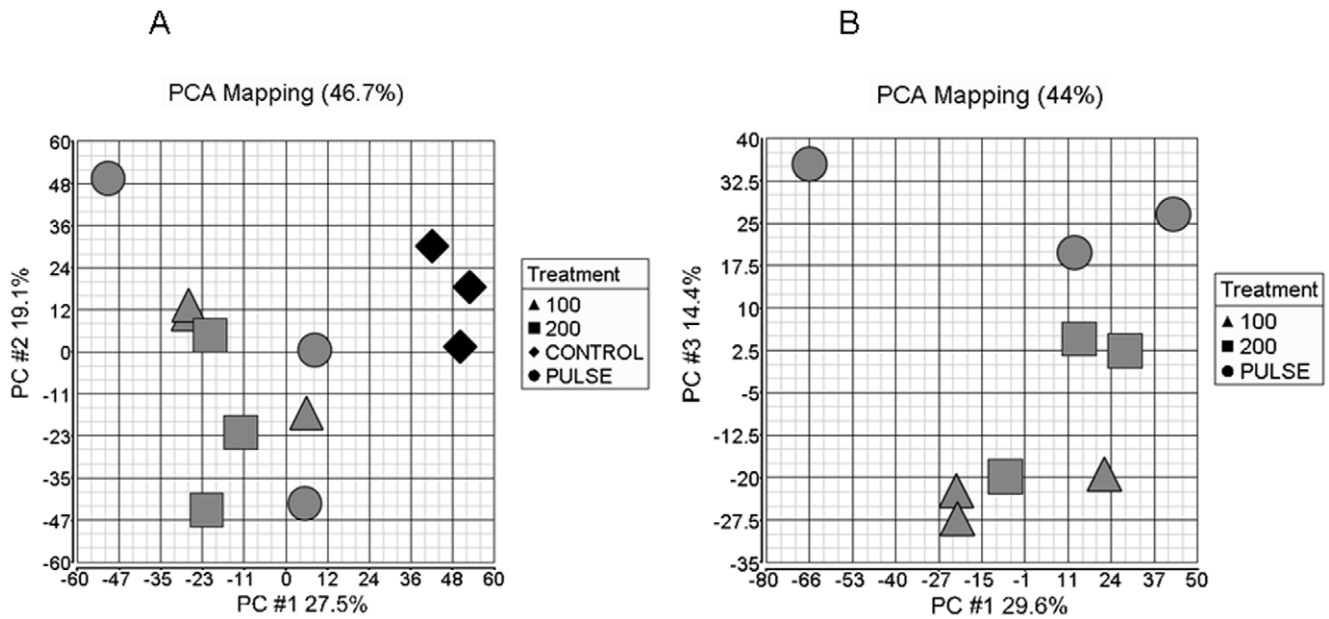 A
B
PCA Mapping (46.7%)
PCA Mapping (44%)
60
48
36
24
12
0
-11
-23
-35
-47
-60
PC #2 19.1%
-60 -47 -35 -23 -11 0 12 24 36 48 60
PC #1 27.5%
Treatment
100
200
CONTROL
PULSE
40
32.5
25
17.5
10
2.5
-5
-12.5
-20
-27.5
-35
PC #3 14.4%
-80 -66 -53 -40 -27 -15 -1 11 24 37 50
PC #1 29.6%
Treatment
100
200
PULSE